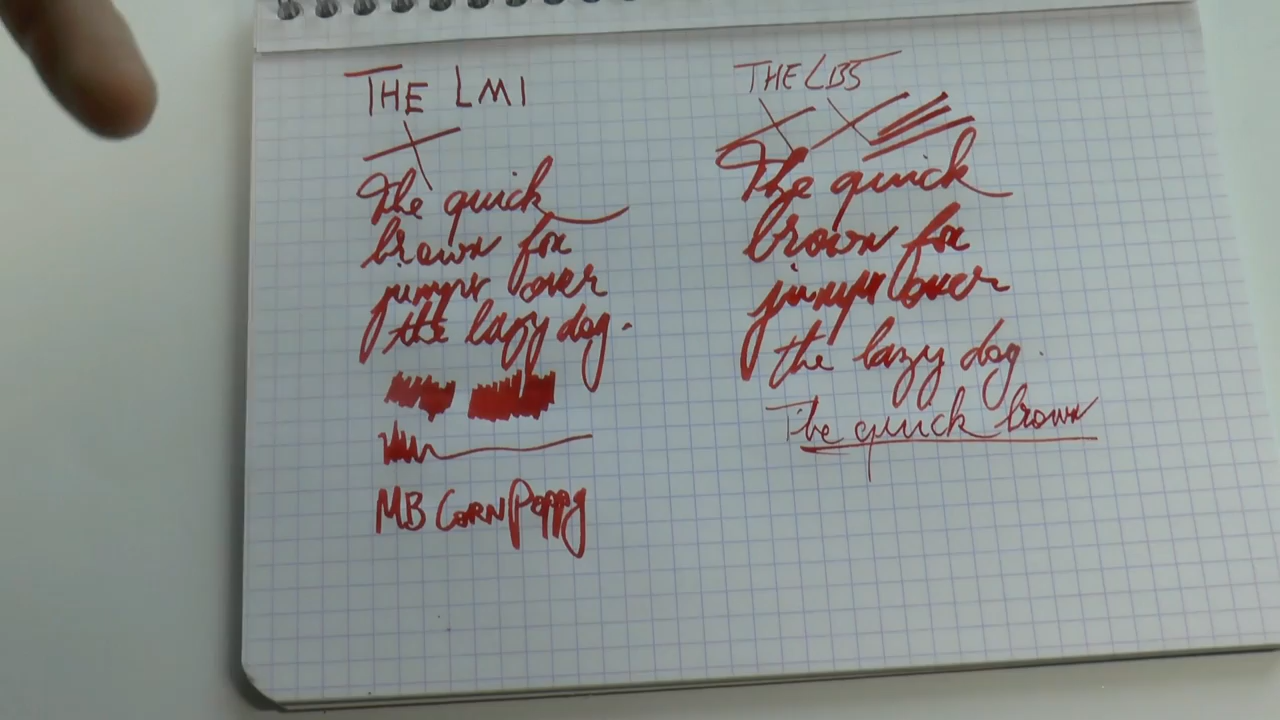 THE LM1
The quick
brown fox
jumps over
the lazy dog.
MB CORN Poppy
THE LB5
The quick
brown fox
jumps over
the lazy dog.
The quick brown